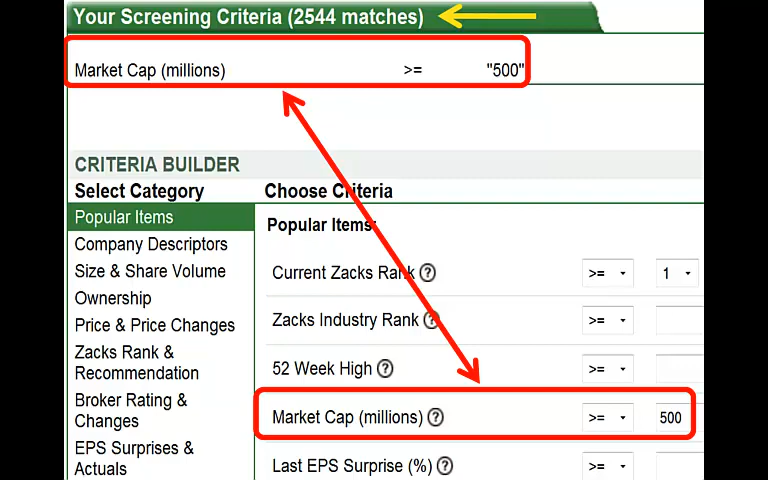 Your Screening Criteria (2544 matches)
Market Cap (millions) >= "500"
CRITERIA BUILDER
Select Category Choose Criteria
Popular Items
Popular Items:
Company Descriptors
Current Zacks Rank ? >= 1
Size & Share Volume
Ownership
Zacks Industry Rank ? >=
Price & Price Changes
Zacks Rank &
Recommendation
52 Week High ? >=
Broker Rating &
Changes
Market Cap (millions) ? >= 500
EPS Surprises &
Actuals
Last EPS Surprise (%) ? >=